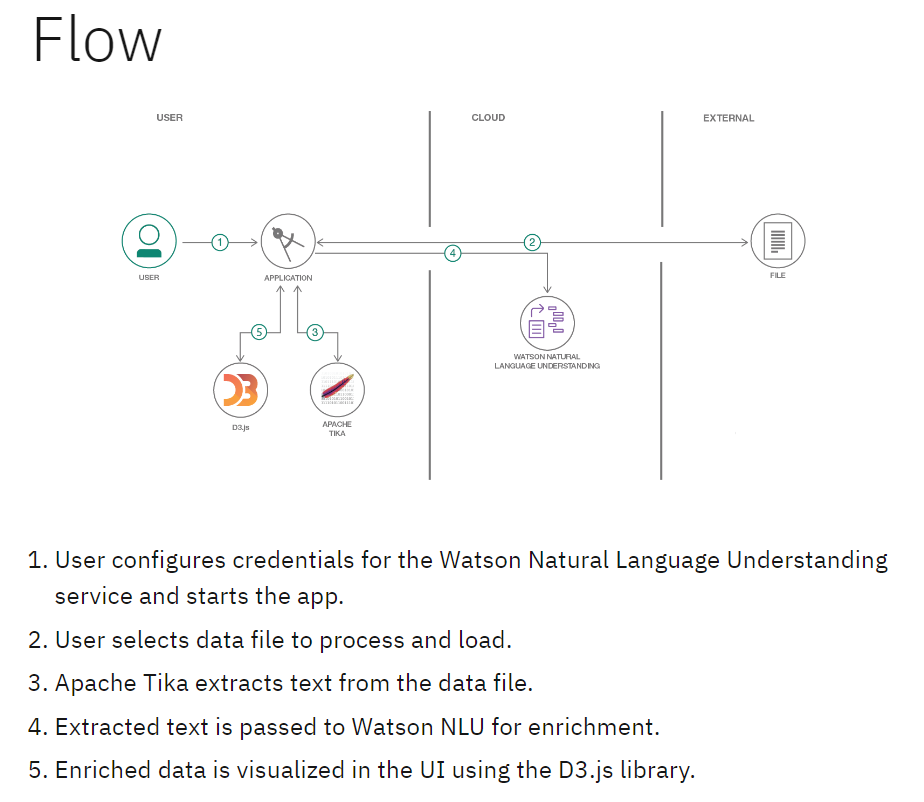 Flow
USER
CLOUD
EXTERNAL
1
2
4
USER
APPLICATION
FILE
5
3
WATSON NATURAL
LANGUAGE UNDERSTANDING
D3
D3.js
APACHE
TIKA
1. User configures credentials for the Watson Natural Language Understanding
service and starts the app.
2. User selects data file to process and load.
3. Apache Tika extracts text from the data file.
4. Extracted text is passed to Watson NLU for enrichment.
5. Enriched data is visualized in the UI using the D3.js library.